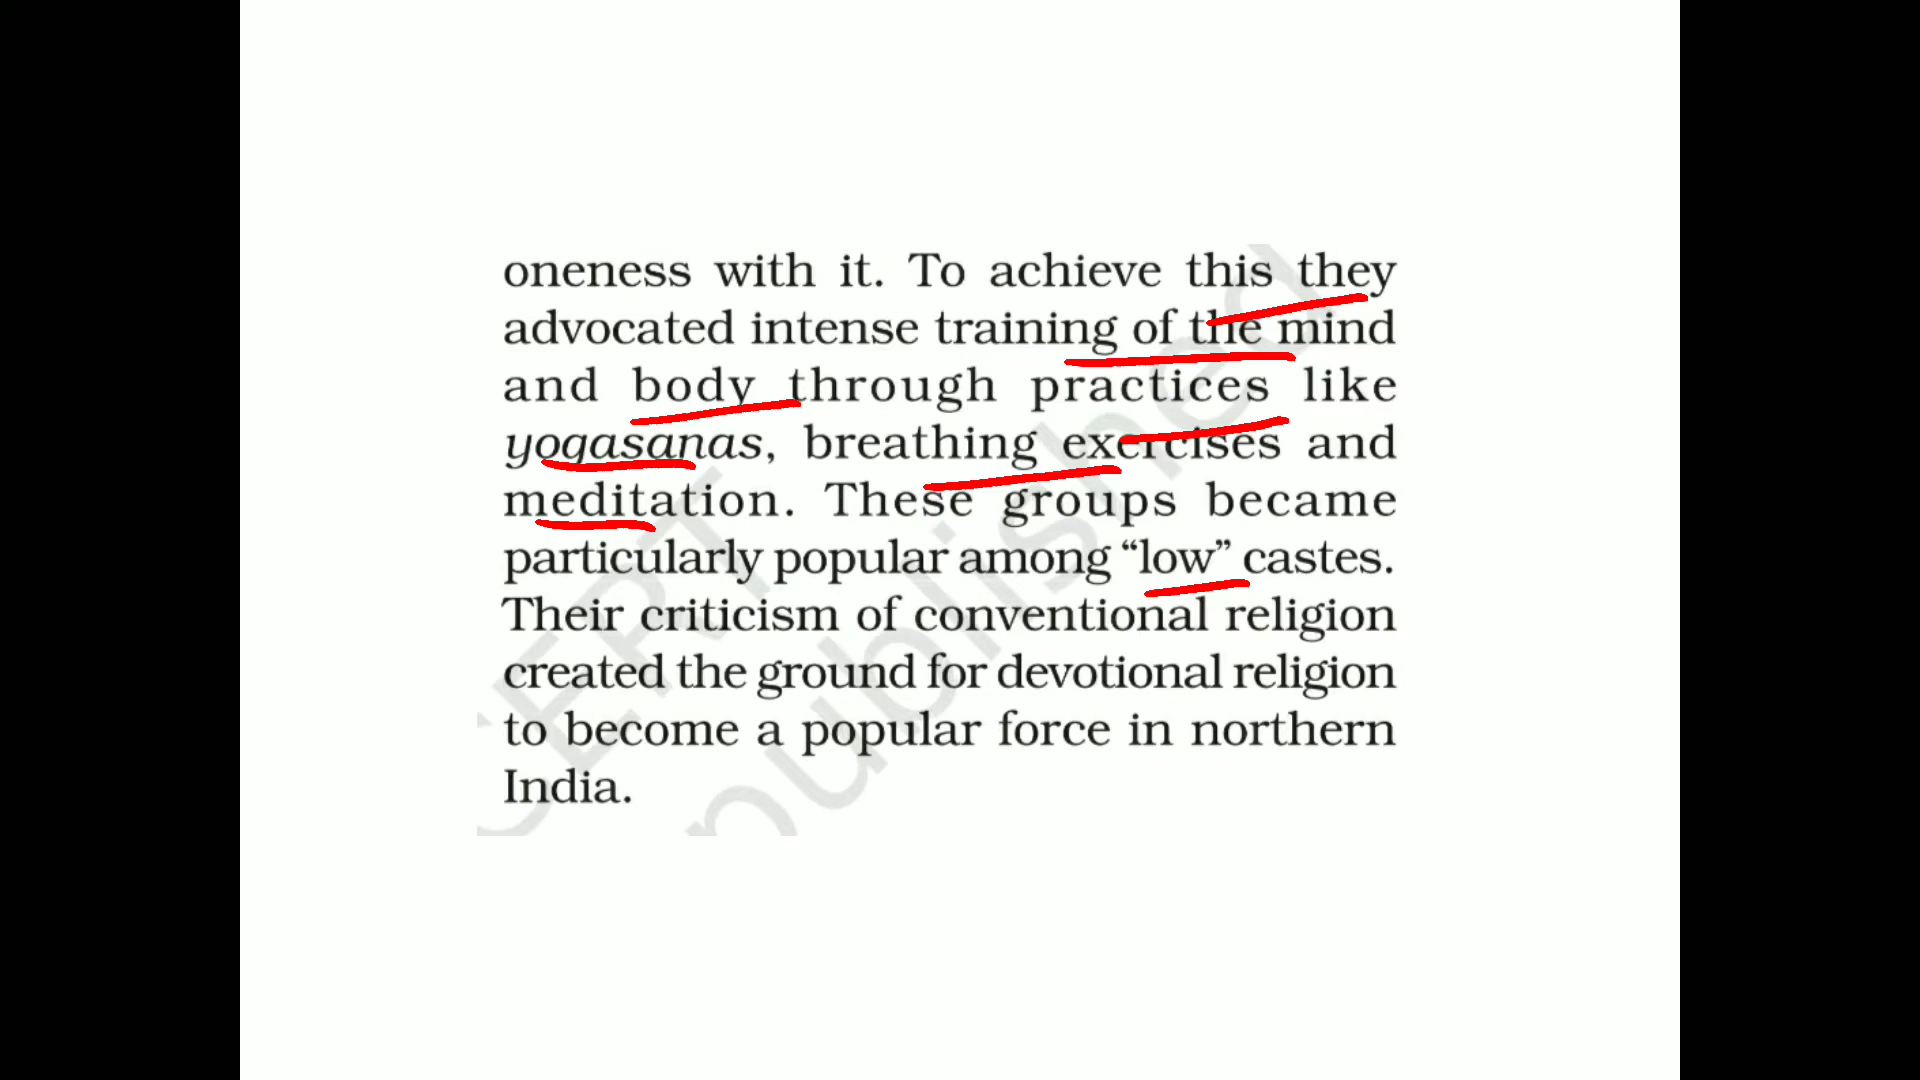 oneness with it. To achieve this they
advocated intense training of the mind
and body through practices like
yogasanas, breathing exercises and
meditation. These groups became
particularly popular among “low” castes.
Their criticism of conventional religion
created the ground for devotional religion
to become a popular force in northern
India.